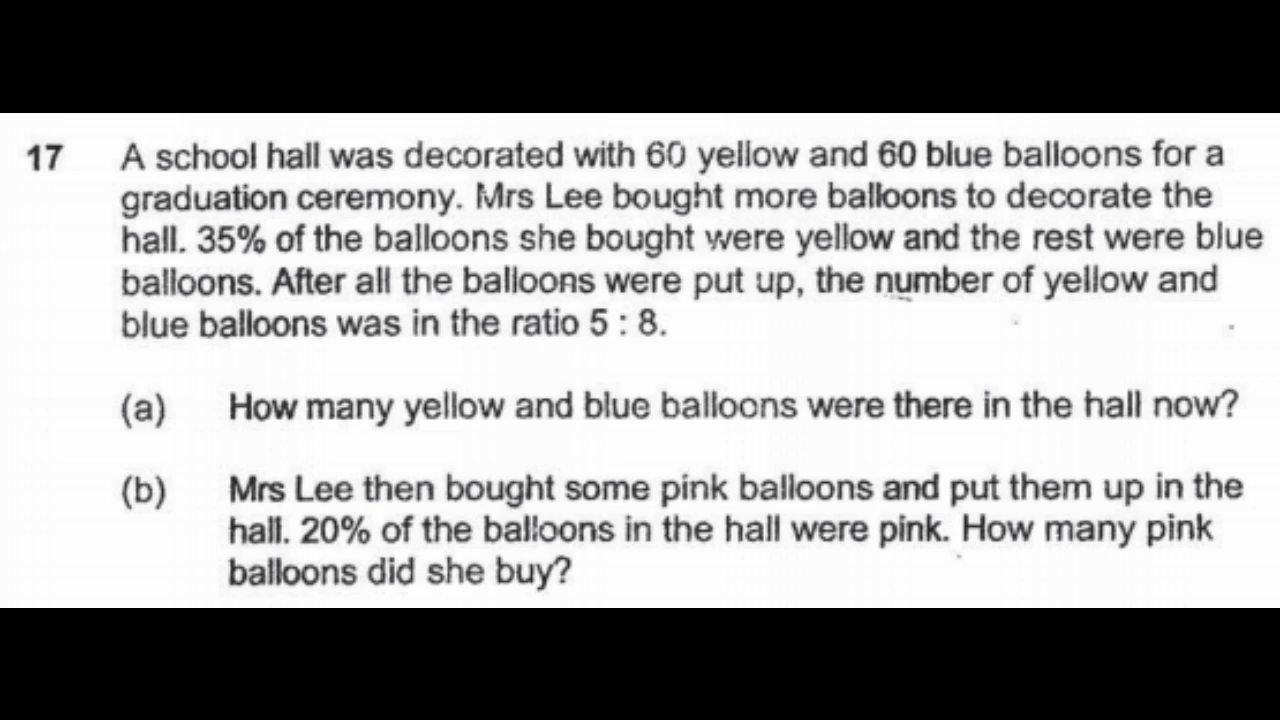 17 A school hall was decorated with 60 yellow and 60 blue balloons for a
graduation ceremony. Mrs Lee bought more balloons to decorate the
hall. 35% of the balloons she bought were yellow and the rest were blue
balloons. After all the balloons were put up, the number of yellow and
blue balloons was in the ratio 5 : 8.
(a) How many yellow and blue balloons were there in the hall now?
(b) Mrs Lee then bought some pink balloons and put them up in the
hall. 20% of the balloons in the hall were pink. How many pink
balloons did she buy?